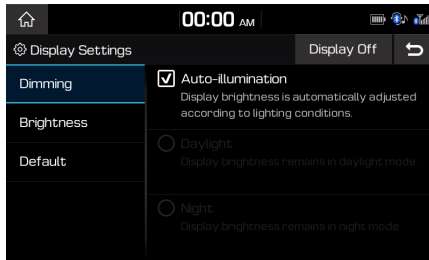 00:00 AM
Display Settings
Display Off
Dimming
Auto-illumination
Display brightness is automatically adjusted
according to lighting conditions.
Brightness
Daylight
Display brightness remains in daylight mode.
Default
Night
Display brightness remains in night mode.